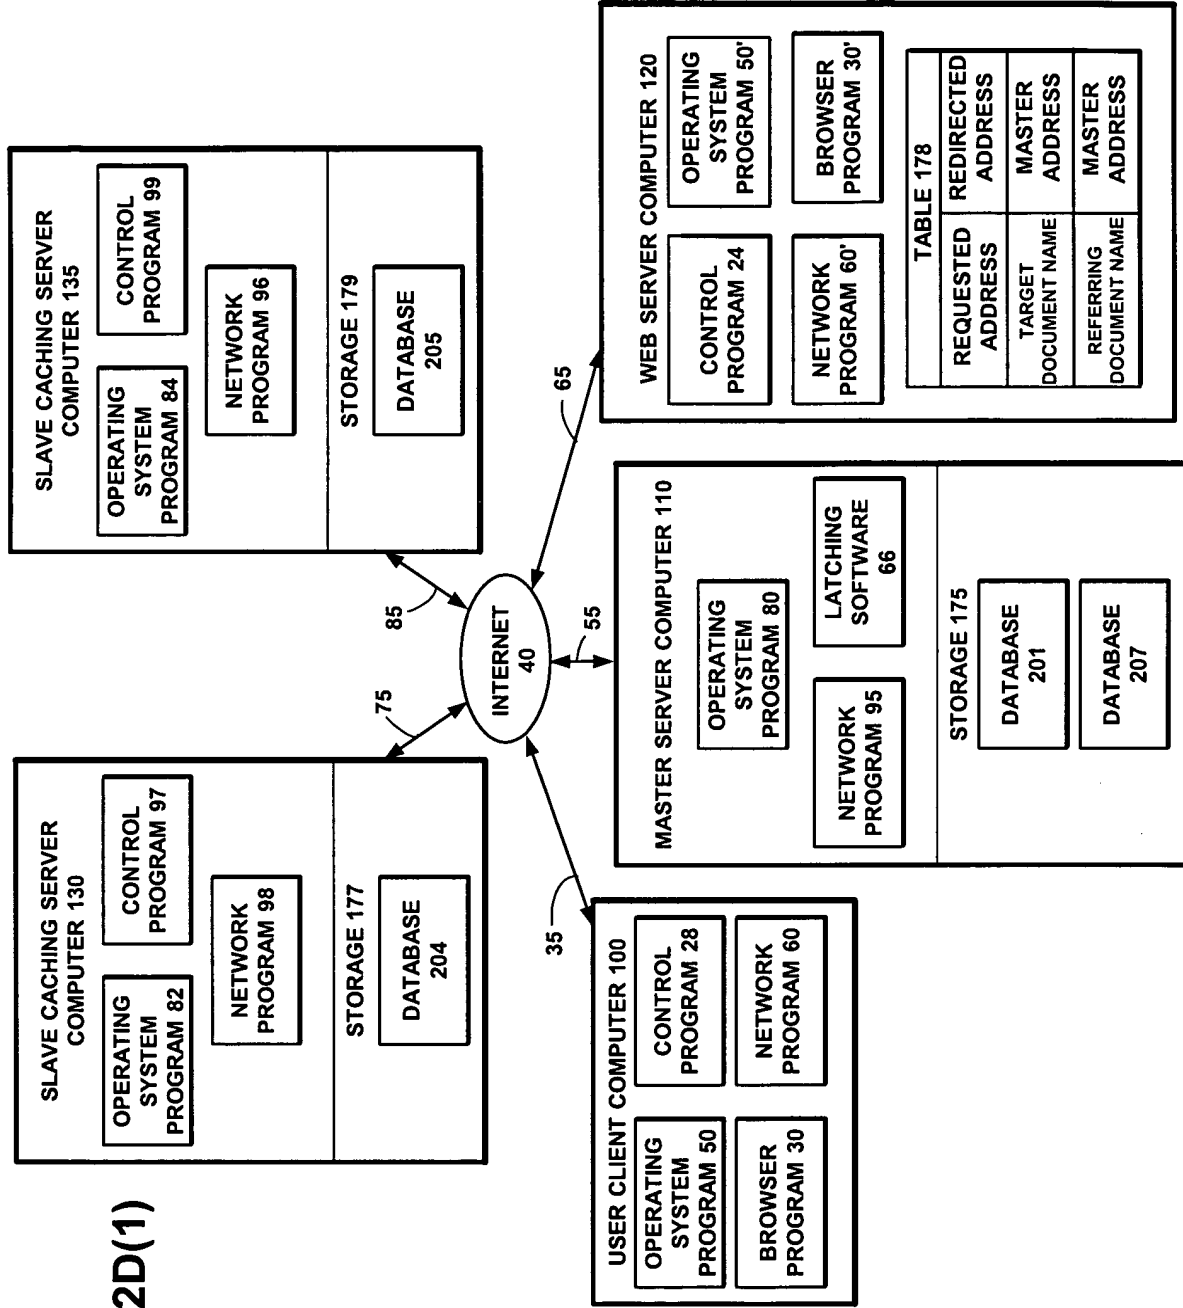 2D(1)
SLAVE CACHING SERVER
COMPUTER 130
OPERATING
SYSTEM
PROGRAM 82
CONTROL
PROGRAM 97
NETWORK
PROGRAM 98
STORAGE 177
DATABASE
204
SLAVE CACHING SERVER
COMPUTER 135
OPERATING
SYSTEM
PROGRAM 84
CONTROL
PROGRAM 99
NETWORK
PROGRAM 96
STORAGE 179
DATABASE
205
75
85
INTERNET
40
35
55
65
USER CLIENT COMPUTER 100
OPERATING
SYSTEM
PROGRAM 50
CONTROL
PROGRAM 28
BROWSER
PROGRAM 30
NETWORK
PROGRAM 60
MASTER SERVER COMPUTER 110
OPERATING
SYSTEM
PROGRAM 80
NETWORK
PROGRAM 95
LATCHING
SOFTWARE
66
STORAGE 175
DATABASE
201
DATABASE
207
WEB SERVER COMPUTER 120
CONTROL
PROGRAM 24
OPERATING
SYSTEM
PROGRAM 50'
NETWORK
PROGRAM 60'
BROWSER
PROGRAM 30'
TABLE 178
REQUESTED
ADDRESS
REDIRECTED
ADDRESS
TARGET
DOCUMENT NAME
MASTER
ADDRESS
REFERRING
DOCUMENT NAME
MASTER
ADDRESS